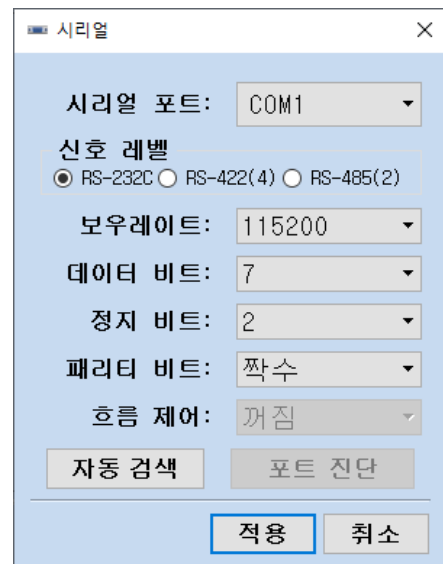 시리얼
시리얼 포트: COM1
신호 레벨
RS-232C RS-422(4) RS-485(2)
보우레이트: 115200
데이터 비트: 7
정지 비트: 2
패리티 비트: 짝수
흐름 제어: 꺼짐
자동 검색 포트 진단
적용 취소